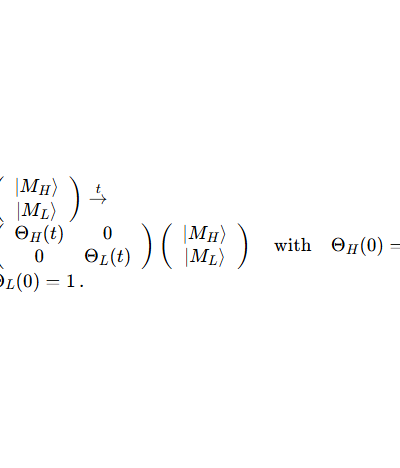 ( |M_H⟩ ) t→
( |M_L⟩ )
( Θ_H(t) 0 ) ( |M_H⟩ ) with Θ_H(0) =
( 0 Θ_L(t) ) ( |M_L⟩ )
Θ_L(0) = 1 .